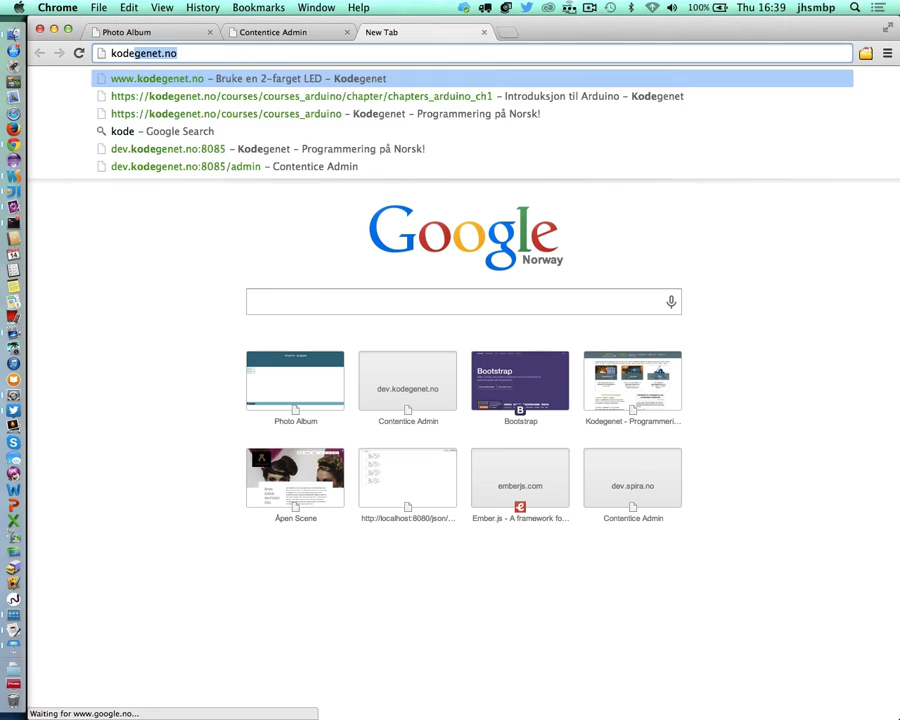 Chrome File Edit View History Bookmarks Window Help 100% Thu 16:39 jhsmbp
Photo Album Contentice Admin New Tab
kodegenet.no
www.kodegenet.no – Bruke en 2-farget LED – Kodegenet
https://kodegenet.no/courses/courses_arduino/chapter/chapters_arduino_ch1 – Introduksjon til Arduino – Kodegenet
https://kodegenet.no/courses/courses_arduino – Kodegenet – Programmering på Norsk!
kode – Google Search
dev.kodegenet.no:8085 – Kodegenet – Programmering på Norsk!
dev.kodegenet.no:8085/admin – Contentice Admin
Google
Norway
PHOTO ALBUM
dev.kodegenet.no
Bootstrap
B
Photo Album Contentice Admin Bootstrap Kodegenet - Programmeri...
emberjs.com
dev.spira.no
Åpen Scene http://localhost:8080/json/... Ember.js - A framework fo... Contentice Admin
Waiting for www.google.no...